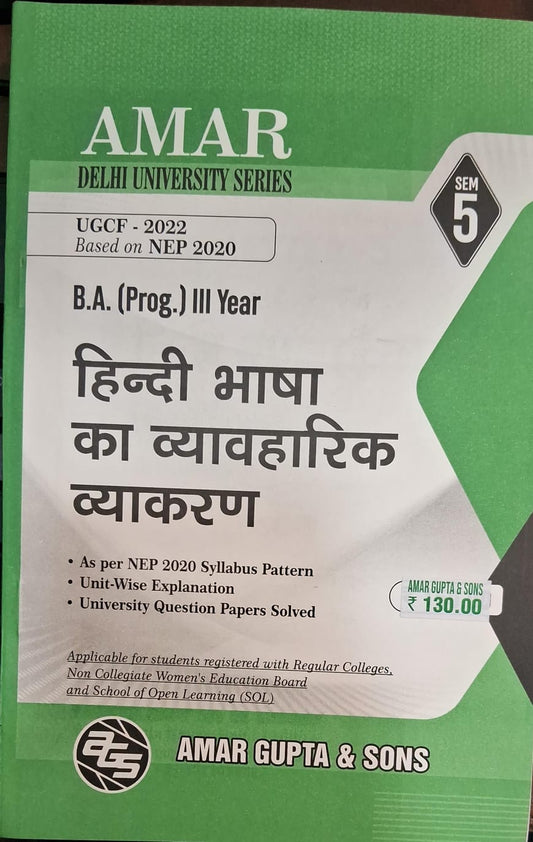 AMAR
DELHI UNIVERSITY SERIES
SEM
5
UGCF - 2022
Based on NEP 2020
B.A. (Prog.) III Year
हिन्दी भाषा
का व्यावहारिक
व्याकरण
• As per NEP 2020 Syllabus Pattern
• Unit-Wise Explanation
• University Question Papers Solved
AMAR GUPTA & SONS
₹ 130.00
Applicable for students registered with Regular Colleges,
Non Collegiate Women's Education Board
and School of Open Learning (SOL)
AGS
AMAR GUPTA & SONS